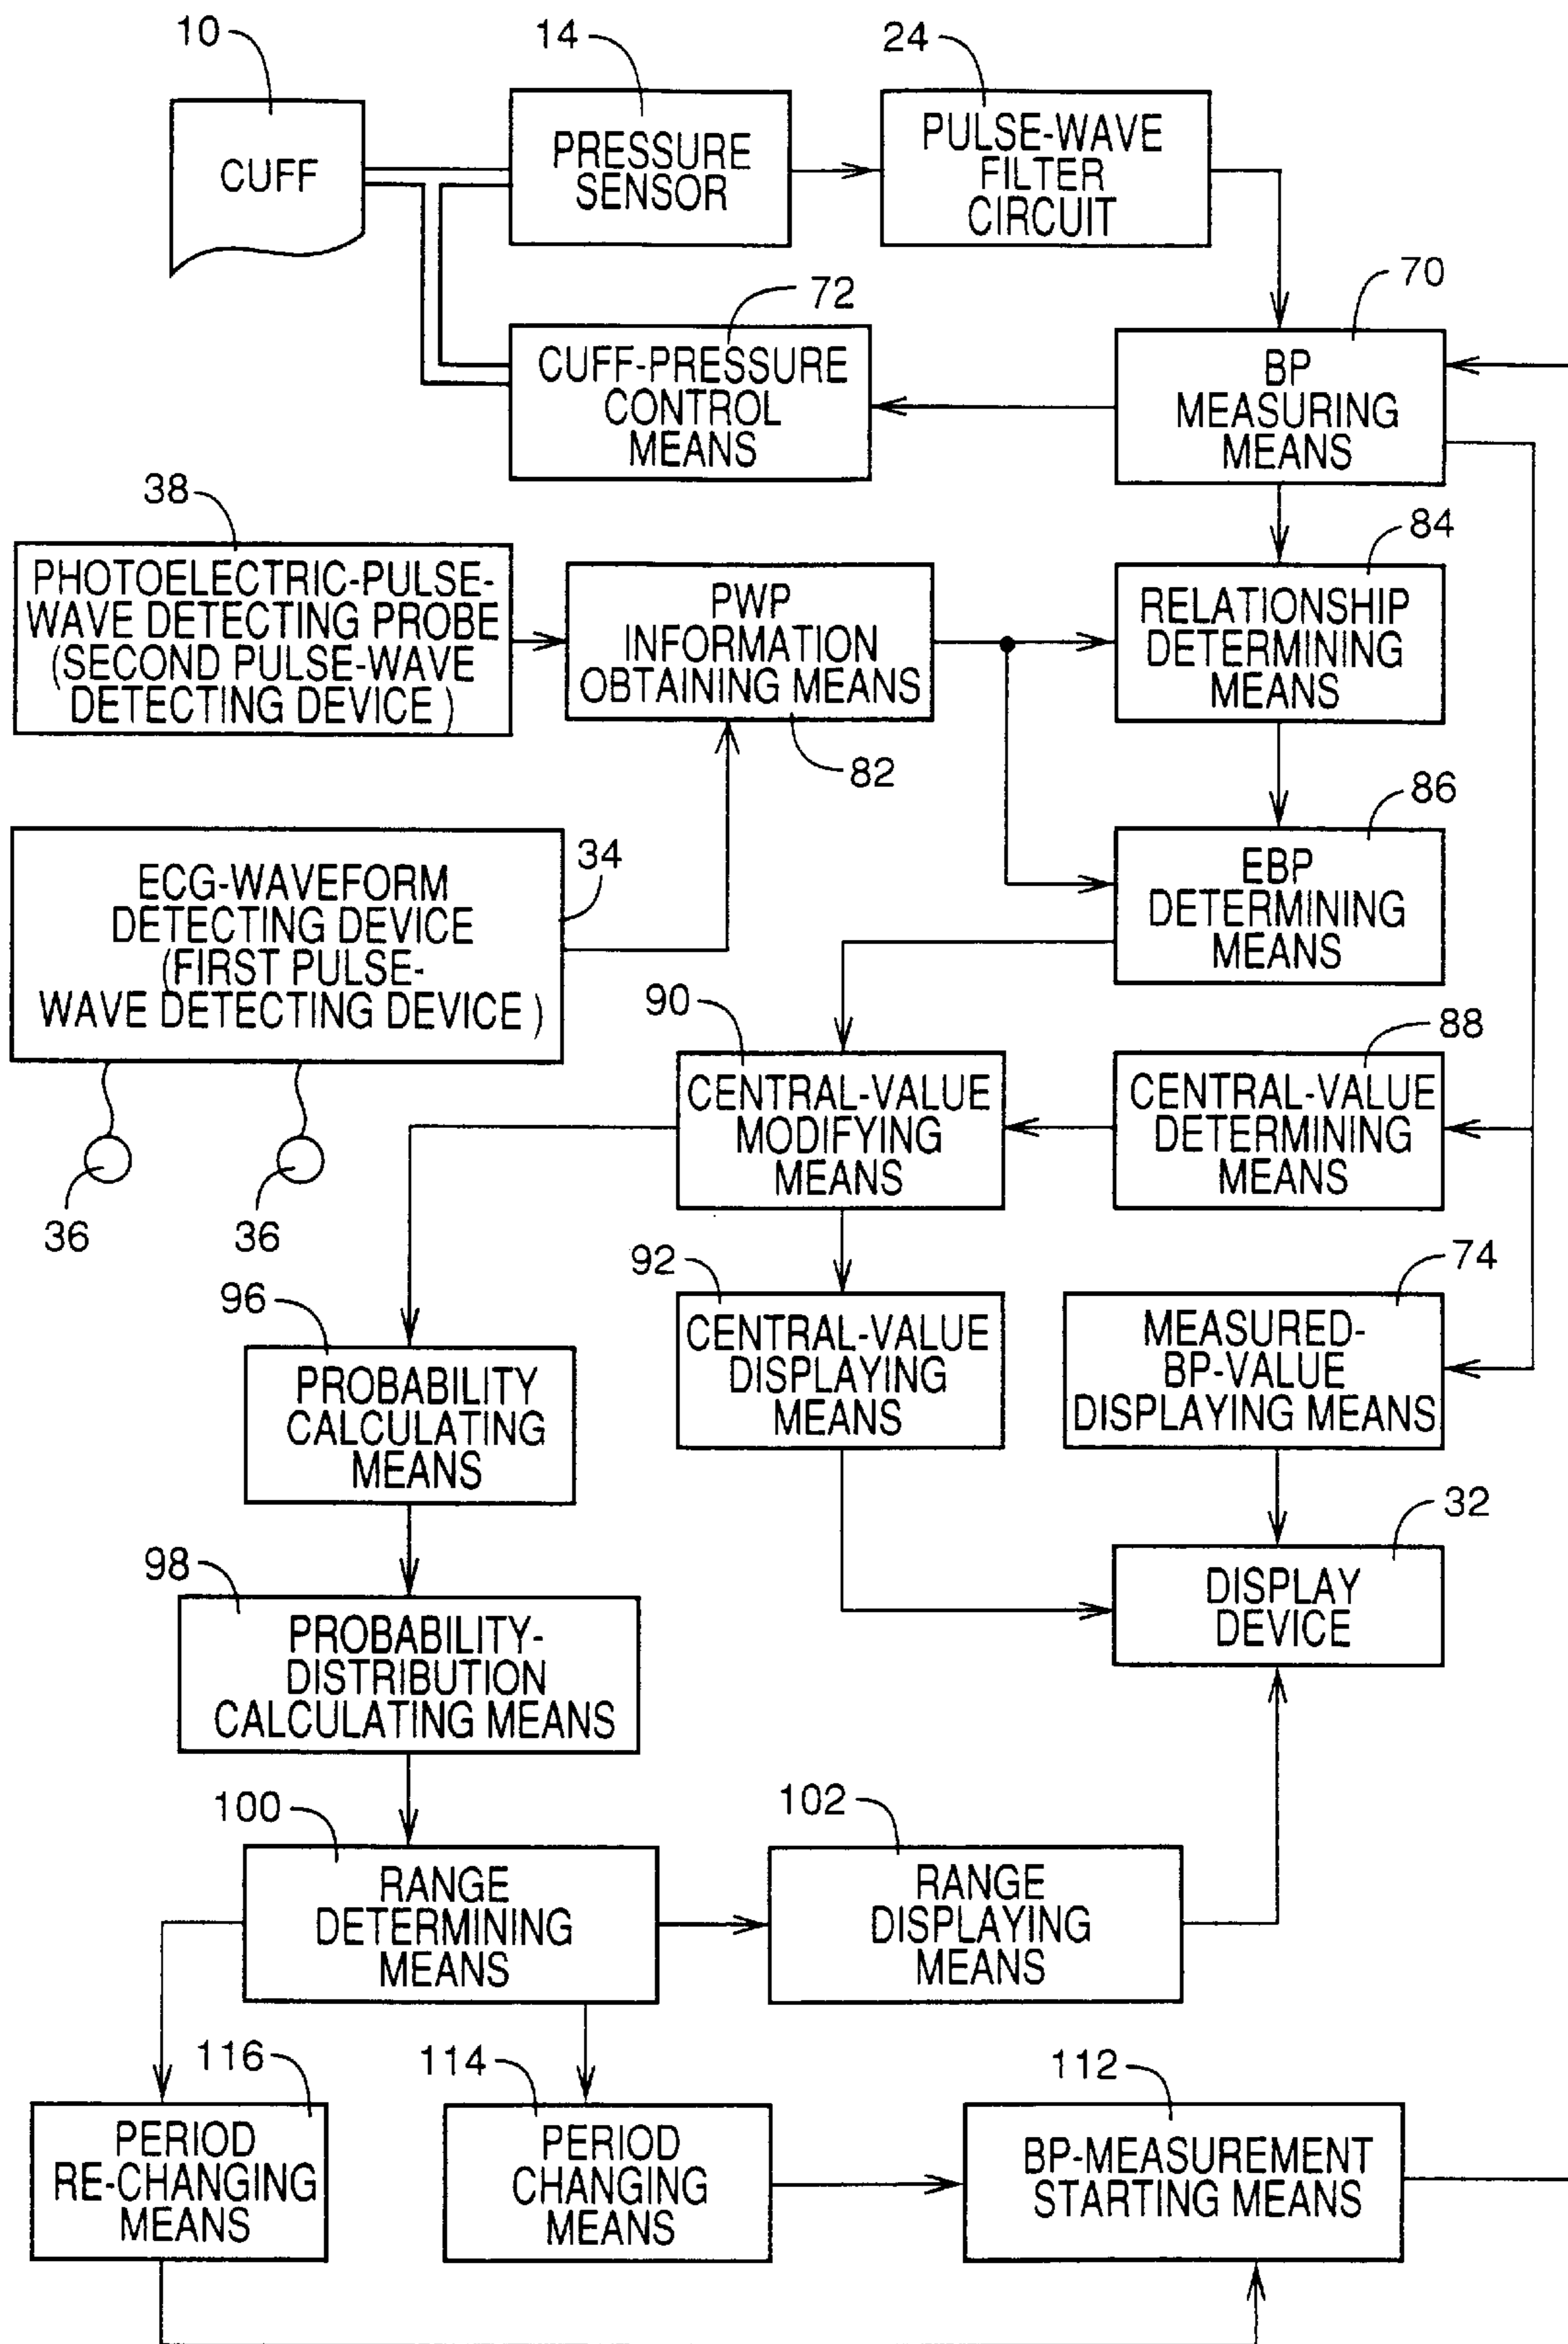 10
14
24
CUFF
PRESSURE
SENSOR
PULSE-WAVE
FILTER
CIRCUIT
72
70
CUFF-PRESSURE
CONTROL
MEANS
BP
MEASURING
MEANS
38
84
PHOTOELECTRIC-PULSE-
WAVE DETECTING PROBE
(SECOND PULSE-WAVE
DETECTING DEVICE)
PWP
INFORMATION
OBTAINING MEANS
RELATIONSHIP
DETERMINING
MEANS
82
86
34
ECG-WAVEFORM
DETECTING DEVICE
(FIRST PULSE-
WAVE DETECTING DEVICE)
EBP
DETERMINING
MEANS
90
88
CENTRAL-VALUE
MODIFYING
MEANS
CENTRAL-VALUE
DETERMINING
MEANS
36
36
92
74
96
CENTRAL-VALUE
DISPLAYING
MEANS
MEASURED-
BP-VALUE
DISPLAYING MEANS
PROBABILITY
CALCULATING
MEANS
32
98
DISPLAY
DEVICE
PROBABILITY-
DISTRIBUTION
CALCULATING MEANS
100
102
RANGE
DETERMINING
MEANS
RANGE
DISPLAYING
MEANS
116
114
112
PERIOD
RE-CHANGING
MEANS
PERIOD
CHANGING
MEANS
BP-MEASUREMENT
STARTING MEANS